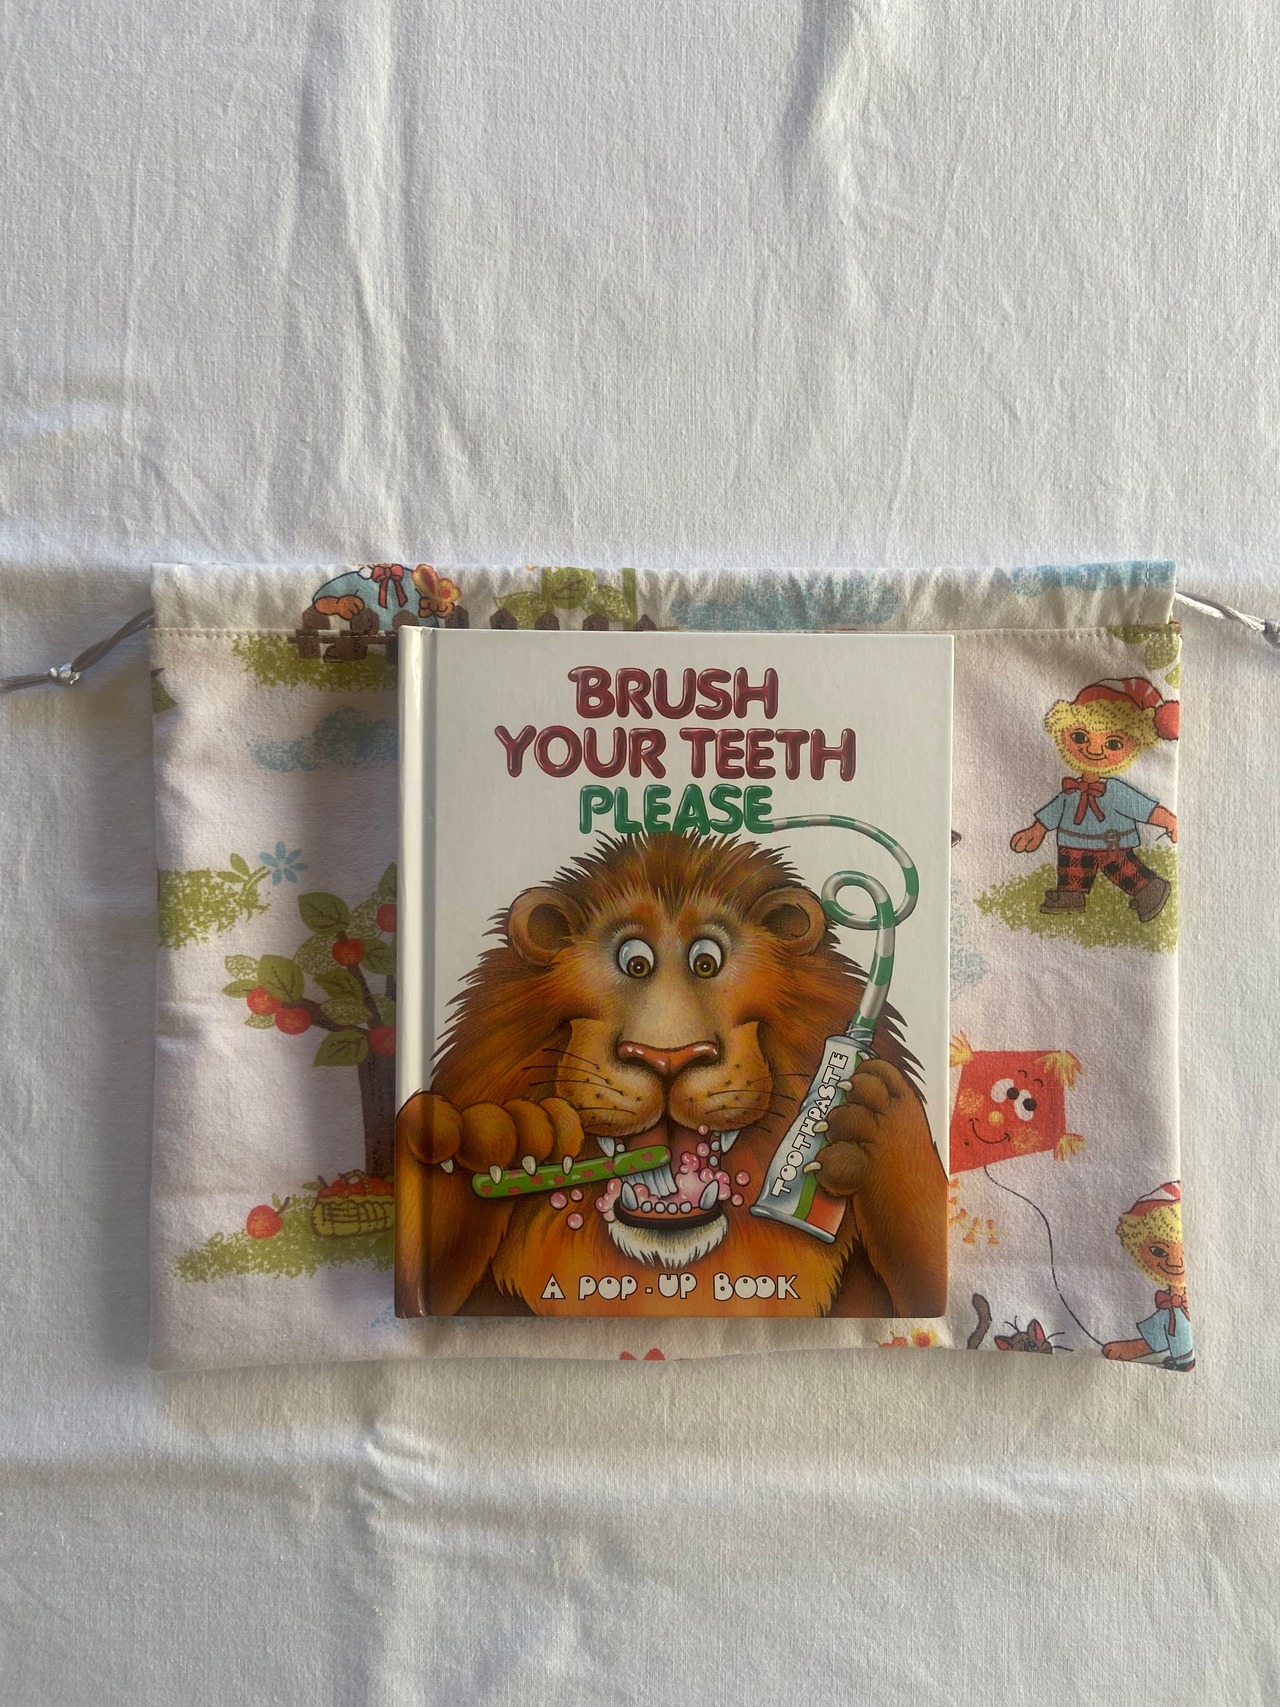 BRUSH
YOUR TEETH
PLEASE
TOOTHPASTE
A POP-UP BOOK